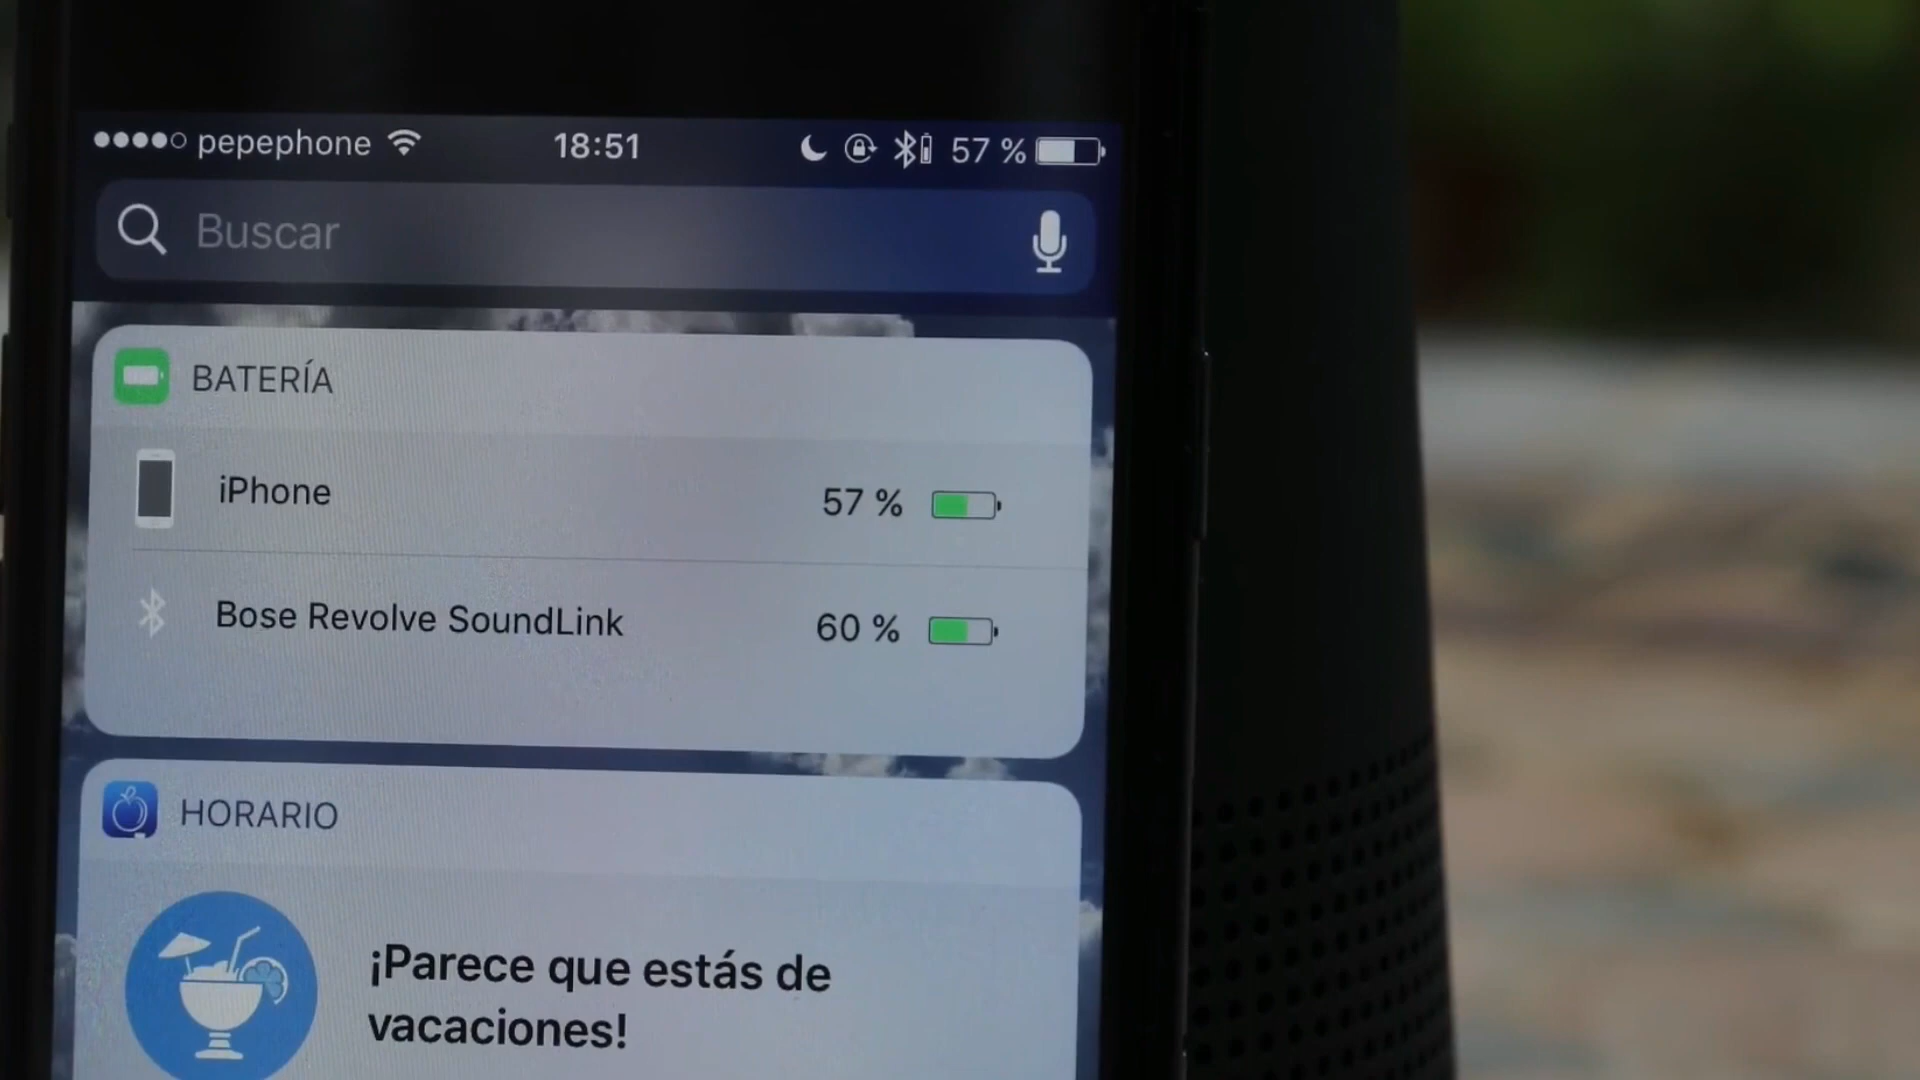 pepephone 18:51 57 %
Buscar
BATERÍA
iPhone 57 %
Bose Revolve SoundLink 60 %
HORARIO
¡Parece que estás de
vacaciones!